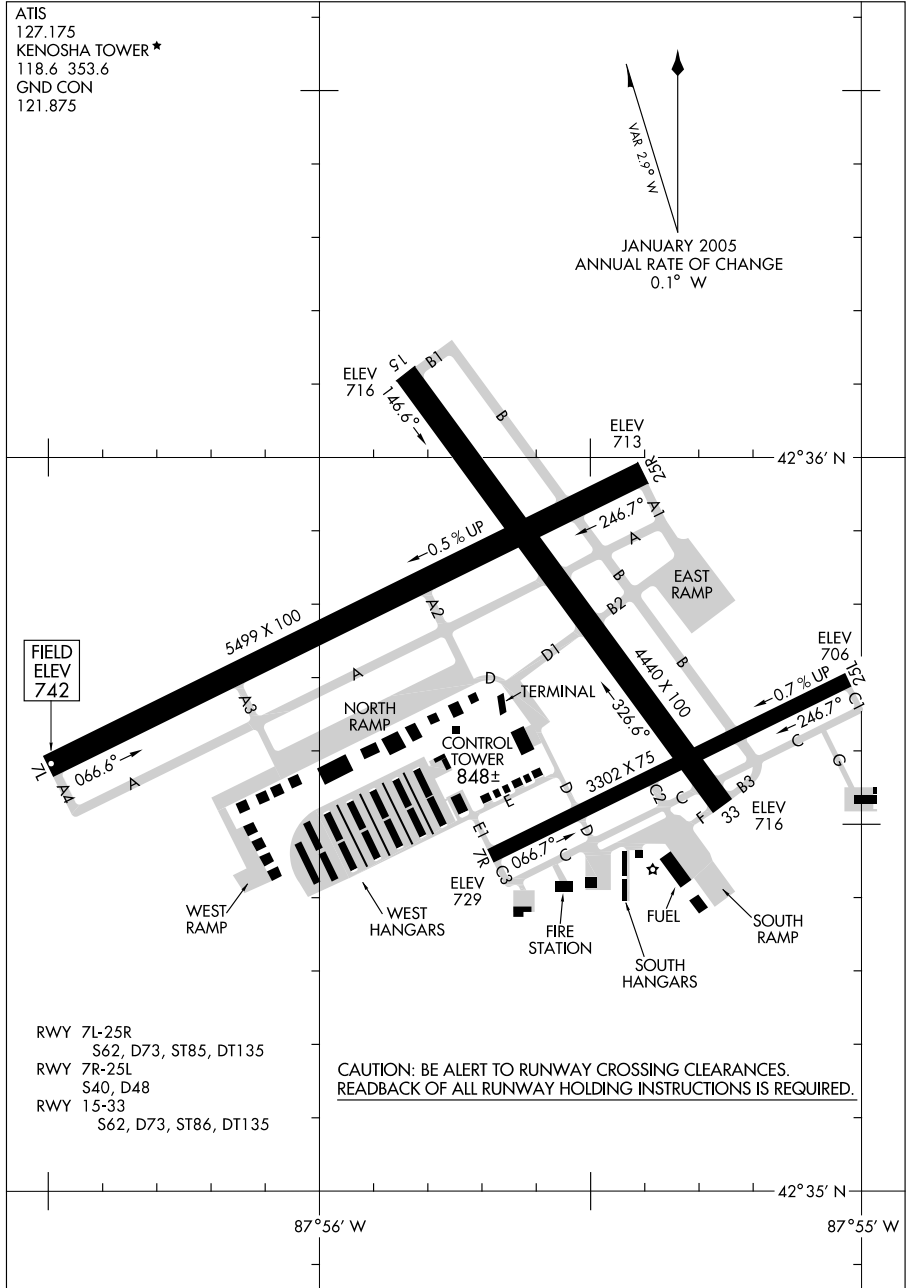 ATIS
127.175
KENOSHA TOWER★
118.6 353.6
GND CON
121.875
VAR 2.9° W
JANUARY 2005
ANNUAL RATE OF CHANGE
0.1° W
ELEV
716
15
B1
146.6°
B
ELEV
713
25R
42°36' N
246.7°
A1
A
0.5% UP
B
EAST
RAMP
A2
B2
5499 X 100
D1
B
4440 X 100
ELEV
706
25L
FIELD
ELEV
742
A
D
TERMINAL
0.7% UP
246.7°
C1
A3
NORTH
RAMP
326.6°
C
7L
066.6°
CONTROL
TOWER
848±
G
A4
A
D
3302 X 75
C2
C
B3
E
F
33
ELEV
716
E1
D
7R
066.7°
C
C3
ELEV
729
WEST
RAMP
WEST
HANGARS
FIRE
STATION
FUEL
SOUTH
RAMP
SOUTH
HANGARS
RWY 7L-25R
S62, D73, ST85, DT135
RWY 7R-25L
S40, D48
RWY 15-33
S62, D73, ST86, DT135
CAUTION: BE ALERT TO RUNWAY CROSSING CLEARANCES.
READBACK OF ALL RUNWAY HOLDING INSTRUCTIONS IS REQUIRED.
42°35' N
87°56' W
87°55' W